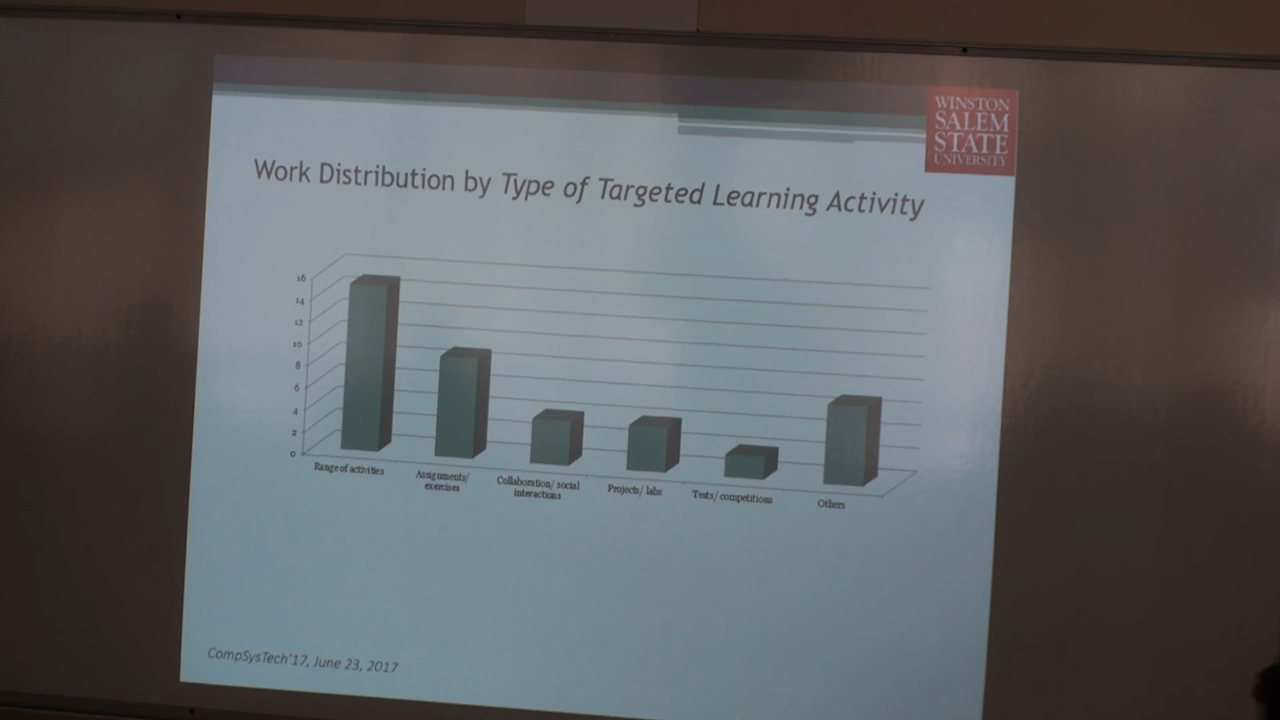 WINSTON
SALEM
STATE
UNIVERSITY
Work Distribution by Type of Targeted Learning Activity
16
14
12
10
8
6
4
2
0
Range of activities
Assignments/
exercises
Collaboration/ social
interactions
Projects/ labs
Tests/ competitions
Others
CompSysTech'17, June 23, 2017